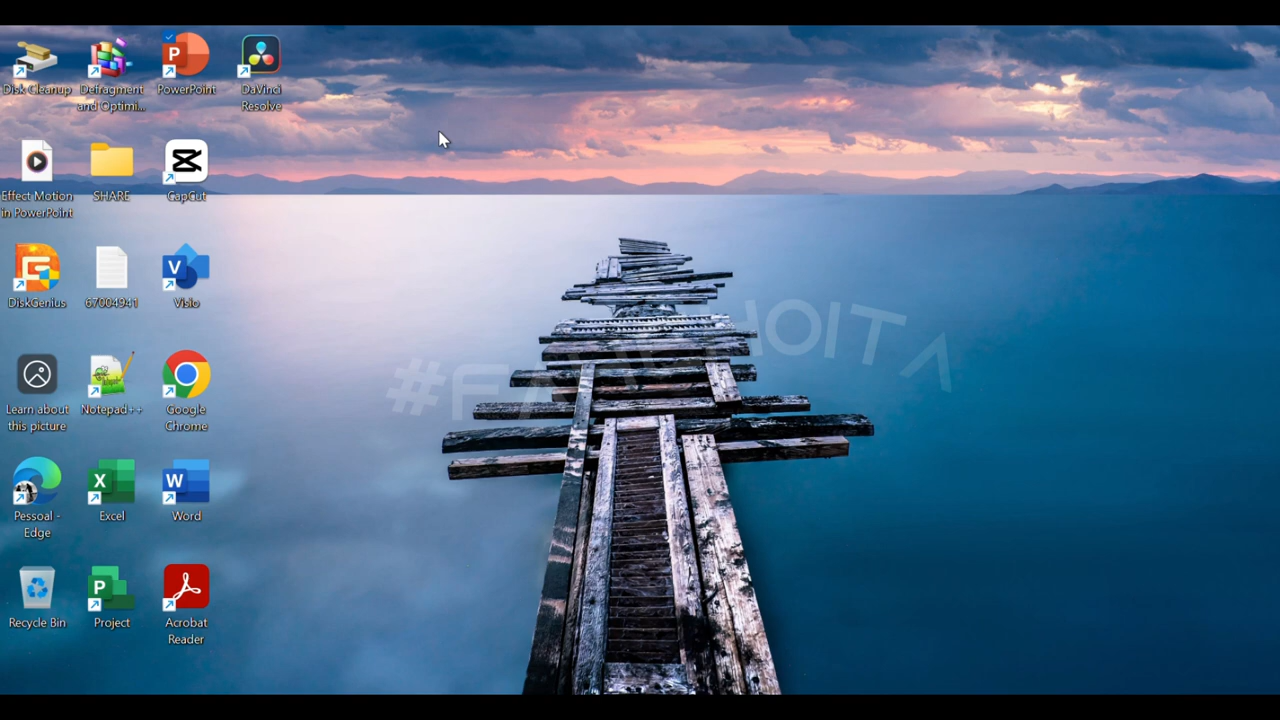 Disk Cleanup
Defragment
and Optimi...
PowerPoint
DaVinci
Resolve
Effect Motion
in PowerPoint
SHARE
CapCut
DiskGenius
67004941
Visio
Learn about
this picture
Notepad++
Google
Chrome
Pessoal -
Edge
Excel
Word
Recycle Bin
Project
Acrobat
Reader